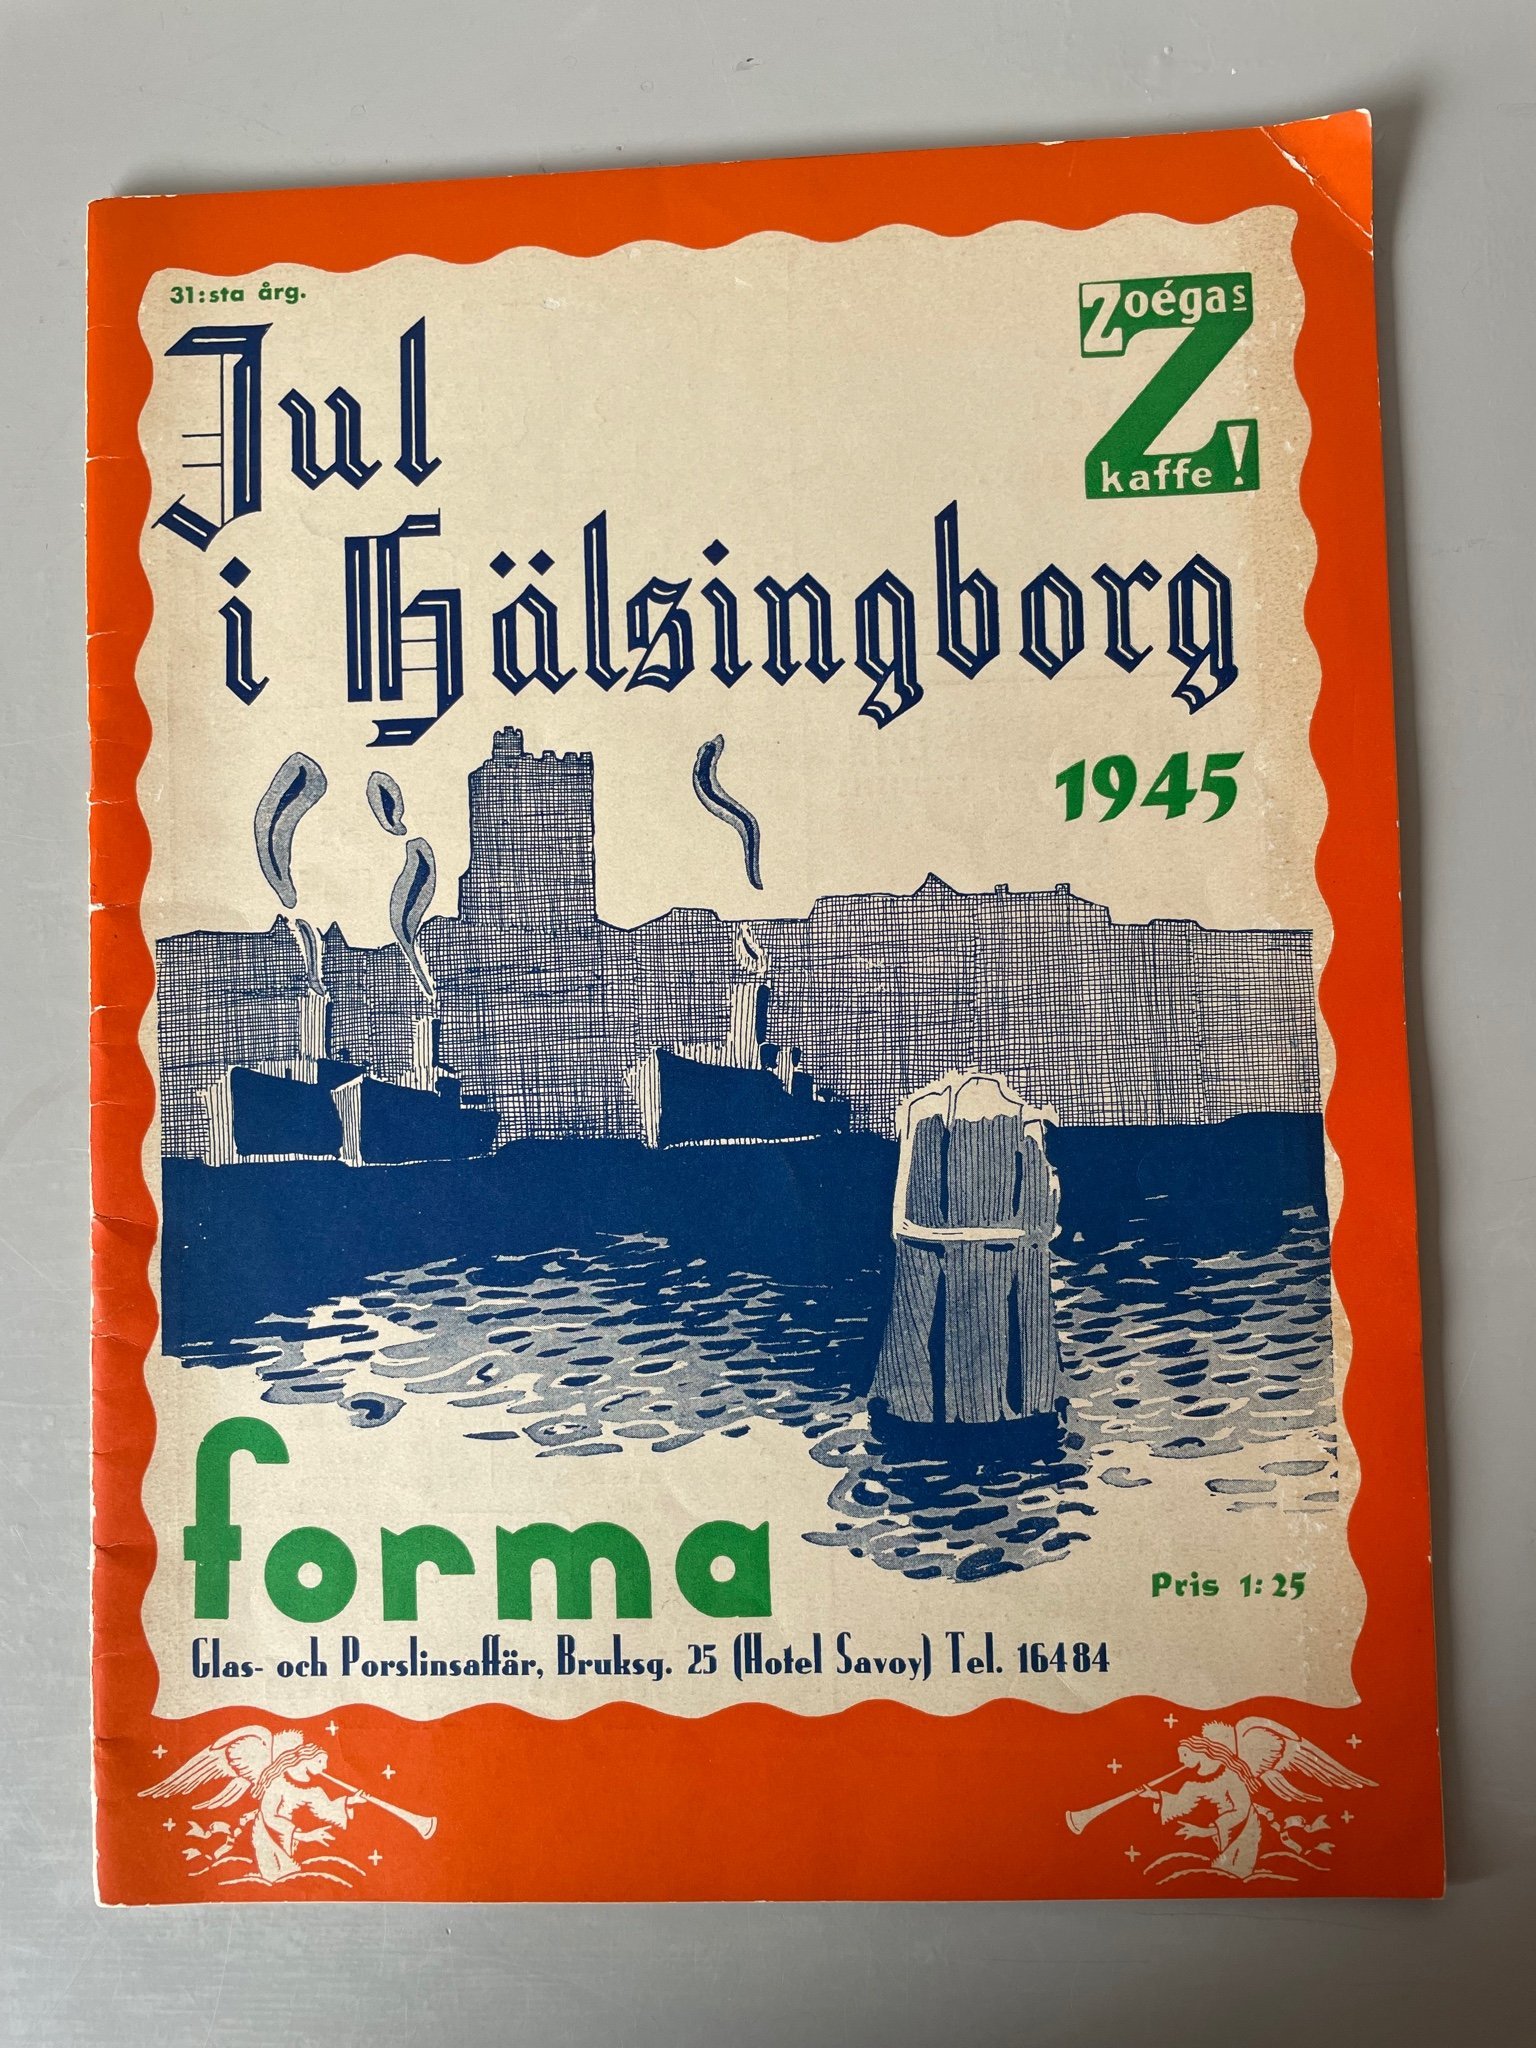 31:sta årg.
Zoégas
Z
kaffe!
Jul
i Hälsingborg
1945
forma
Pris 1:25
Glas- och Porslinsaffär, Bruksg. 25 (Hotel Savoy) Tel. 16484